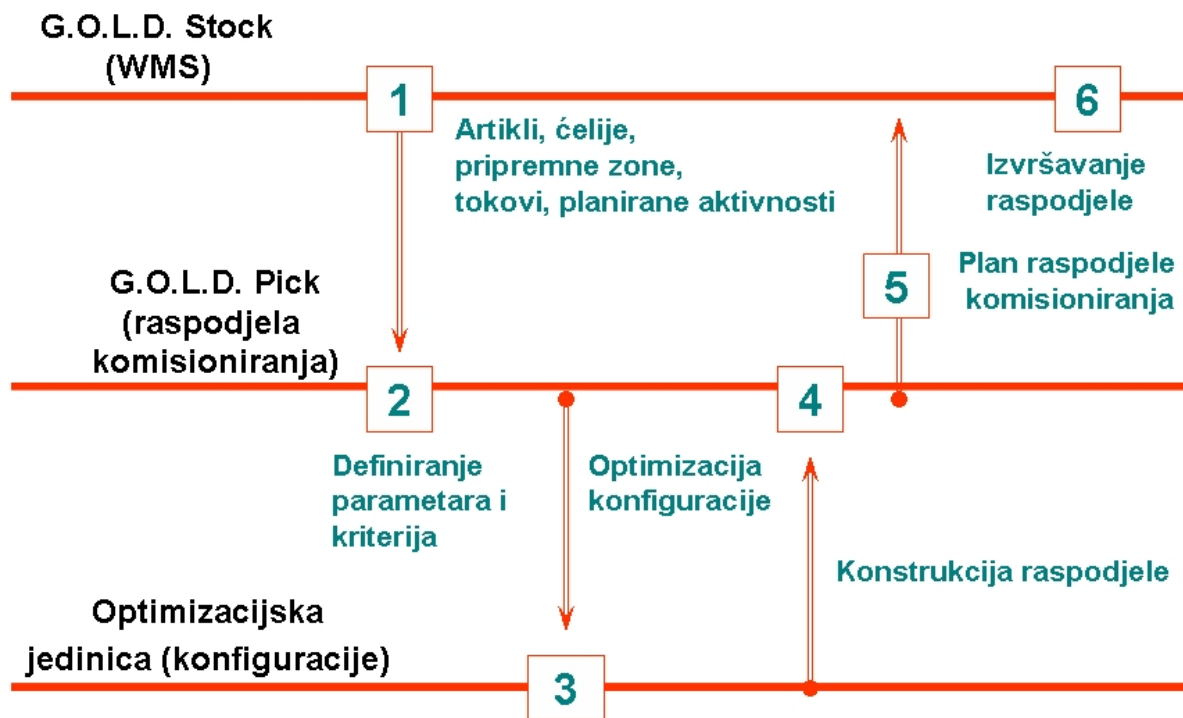 G.O.L.D. Stock
(WMS)
1
6
Artikli, ćelije,
pripremne zone,
tokovi, planirane aktivnosti
Izvršavanje
raspodjele
G.O.L.D. Pick
(raspodjela
komisioniranja)
5
Plan raspodjele
komisioniranja
2
4
Definiranje
parametara i
kriterija
Optimizacija
konfiguracije
Konstrukcija raspodjele
Optimizacijska
jedinica (konfiguracije)
3